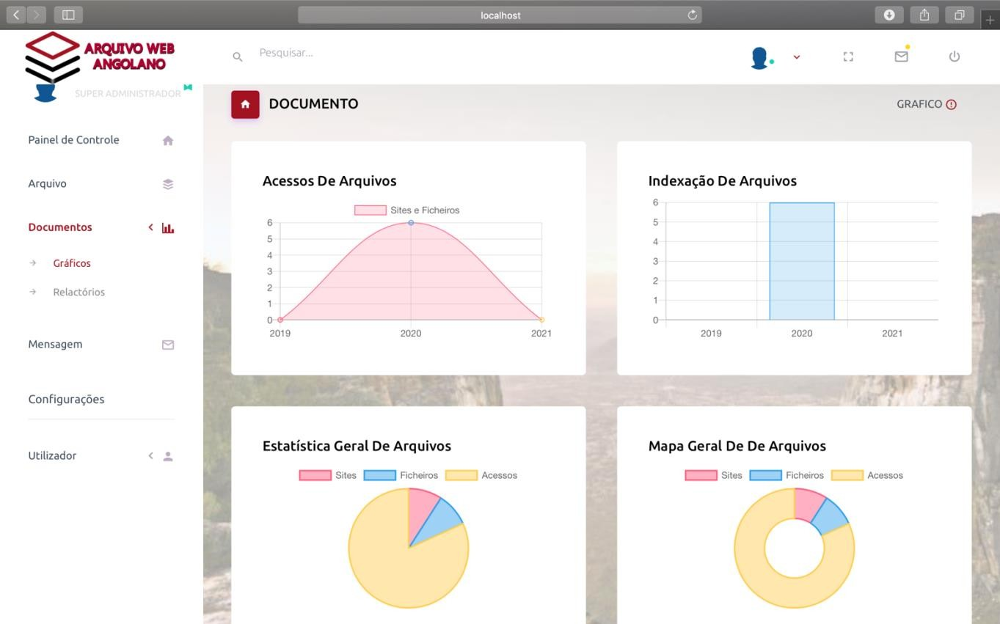 localhost
ARQUIVO WEB
ANGOLANO
SUPER ADMINISTRADOR
Pesquisar...
DOCUMENTO
GRAFICO
Painel de Controle
Arquivo
Documentos
Gráficos
Relactórios
Mensagem
Configurações
Utilizador
Acessos De Arquivos
Sites e Ficheiros
6
5
4
3
2
1
0
2019 2020 2021
Indexação De Arquivos
6
5
4
3
2
1
0
2019 2020 2021
Estatística Geral De Arquivos
Sites Ficheiros Acessos
Mapa Geral De De Arquivos
Sites Ficheiros Acessos